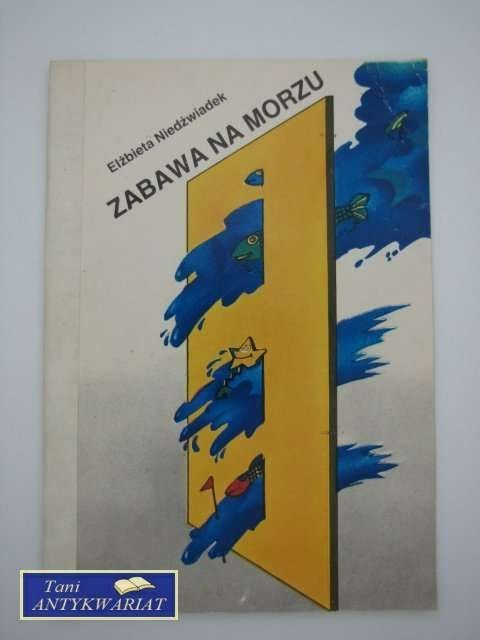 Elżbieta Niedźwiadek
ZABAWA NA MORZU
Tani
ANTYKWARIAT